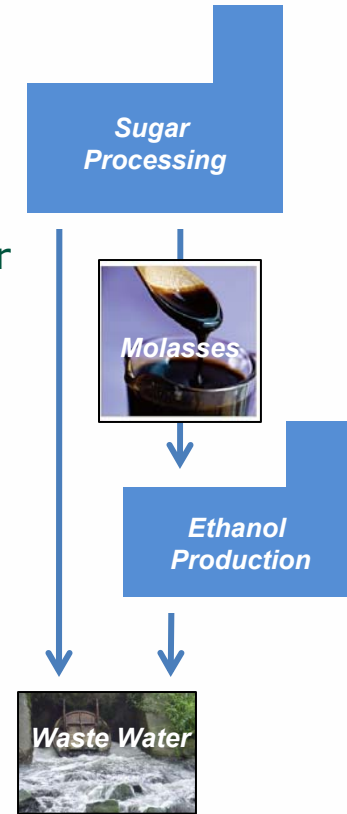 Sugar
Processing
r
Molasses
Ethanol
Production
Waste Water